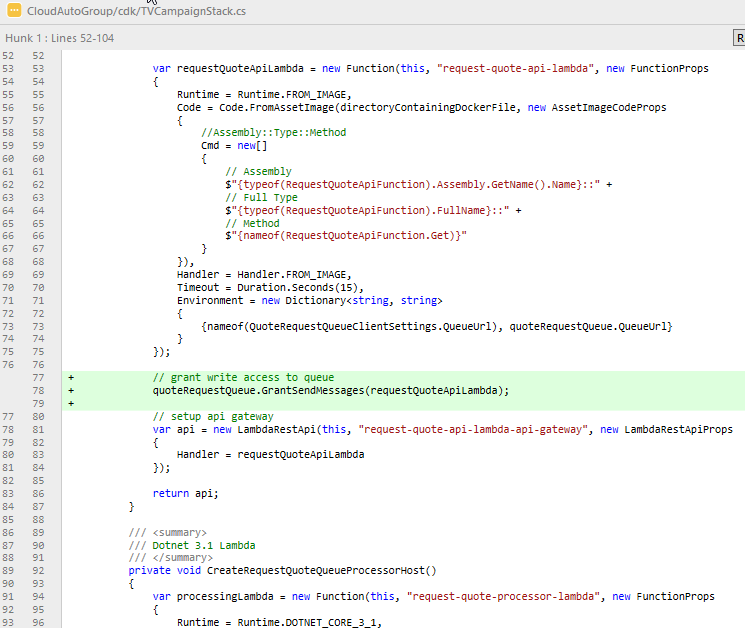 CloudAutoGroup/cdk/TVCampaignStack.cs
Hunk 1 : Lines 52-104
R
52 52
53 53 var requestQuoteApiLambda = new Function(this, "request-quote-api-lambda", new FunctionProps
54 54 {
55 55 Runtime = Runtime.FROM_IMAGE,
56 56 Code = Code.FromAssetImage(directoryContainingDockerFile, new AssetImageCodeProps
57 57 {
58 58 //Assembly::Type::Method
59 59 Cmd = new[]
60 60 {
61 61 // Assembly
62 62 $"{typeof(RequestQuoteApiFunction).Assembly.GetName().Name}::" +
63 63 // Full Type
64 64 $"{typeof(RequestQuoteApiFunction).FullName}::" +
65 65 // Method
66 66 $"{nameof(RequestQuoteApiFunction.Get)}"
67 67 }
68 68 }),
69 69 Handler = Handler.FROM_IMAGE,
70 70 Timeout = Duration.Seconds(15),
71 71 Environment = new Dictionary<string, string>
72 72 {
73 73 {nameof(QuoteRequestQueueClientSettings.QueueUrl), quoteRequestQueue.QueueUrl}
74 74 }
75 75 });
76 76
77 + // grant write access to queue
78 + quoteRequestQueue.GrantSendMessages(requestQuoteApiLambda);
79 +
77 80 // setup api gateway
78 81 var api = new LambdaRestApi(this, "request-quote-api-lambda-api-gateway", new LambdaRestApiProps
79 82 {
80 83 Handler = requestQuoteApiLambda
81 84 });
82 85
83 86 return api;
84 87 }
85 88
86 89 /// <summary>
87 90 /// Dotnet 3.1 Lambda
88 91 /// </summary>
89 92 private void CreateRequestQuoteQueueProcessorHost()
90 93 {
91 94 var processingLambda = new Function(this, "request-quote-processor-lambda", new FunctionProps
92 95 {
93 96 Runtime = Runtime.DOTNET_CORE_3_1,